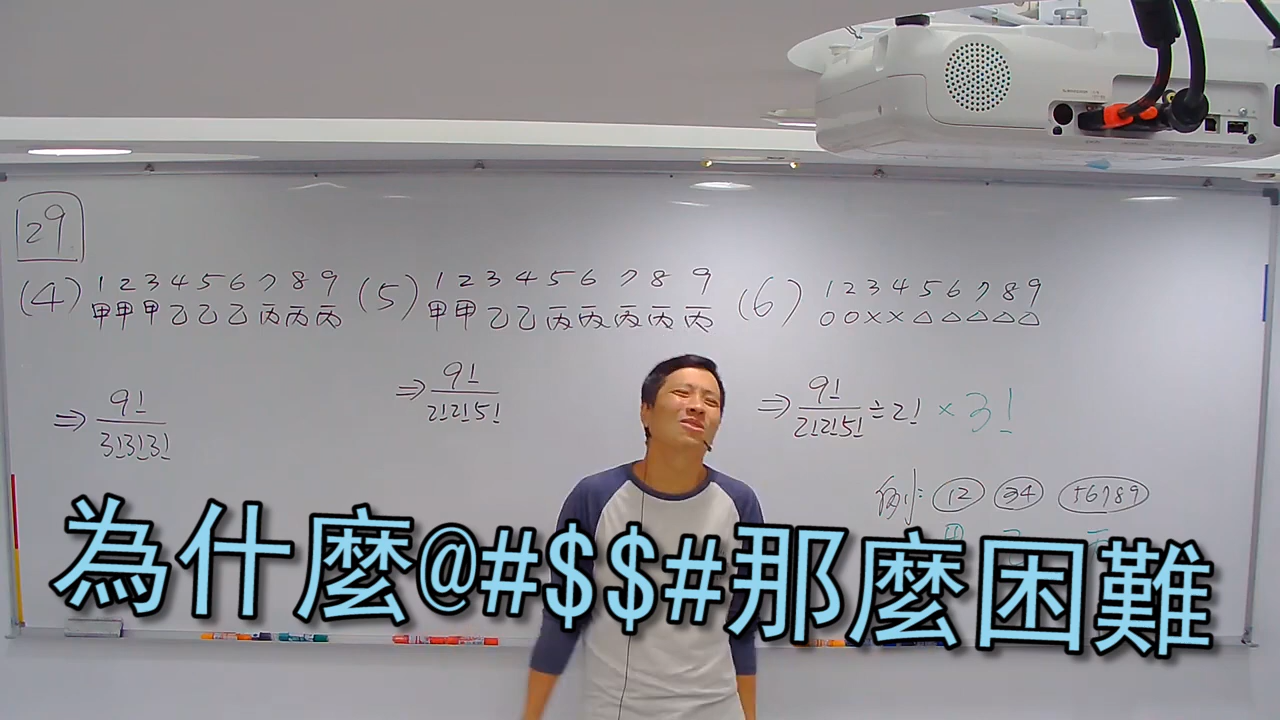 29
(4) 1 2 3 4 5 6 7 8 9
甲甲甲乙乙乙丙丙丙
⇒ 9!/3!3!3!
(5) 1 2 3 4 5 6 7 8 9
甲甲乙乙丙丙丙丙丙
⇒ 9!/2!2!5!
(6) 1 2 3 4 5 6 7 8 9
○○××△△△△△
⇒ 9!/2!2!5! ÷2! ×3!
例: 12 34 56789
為什麼@#$$#那麼困難